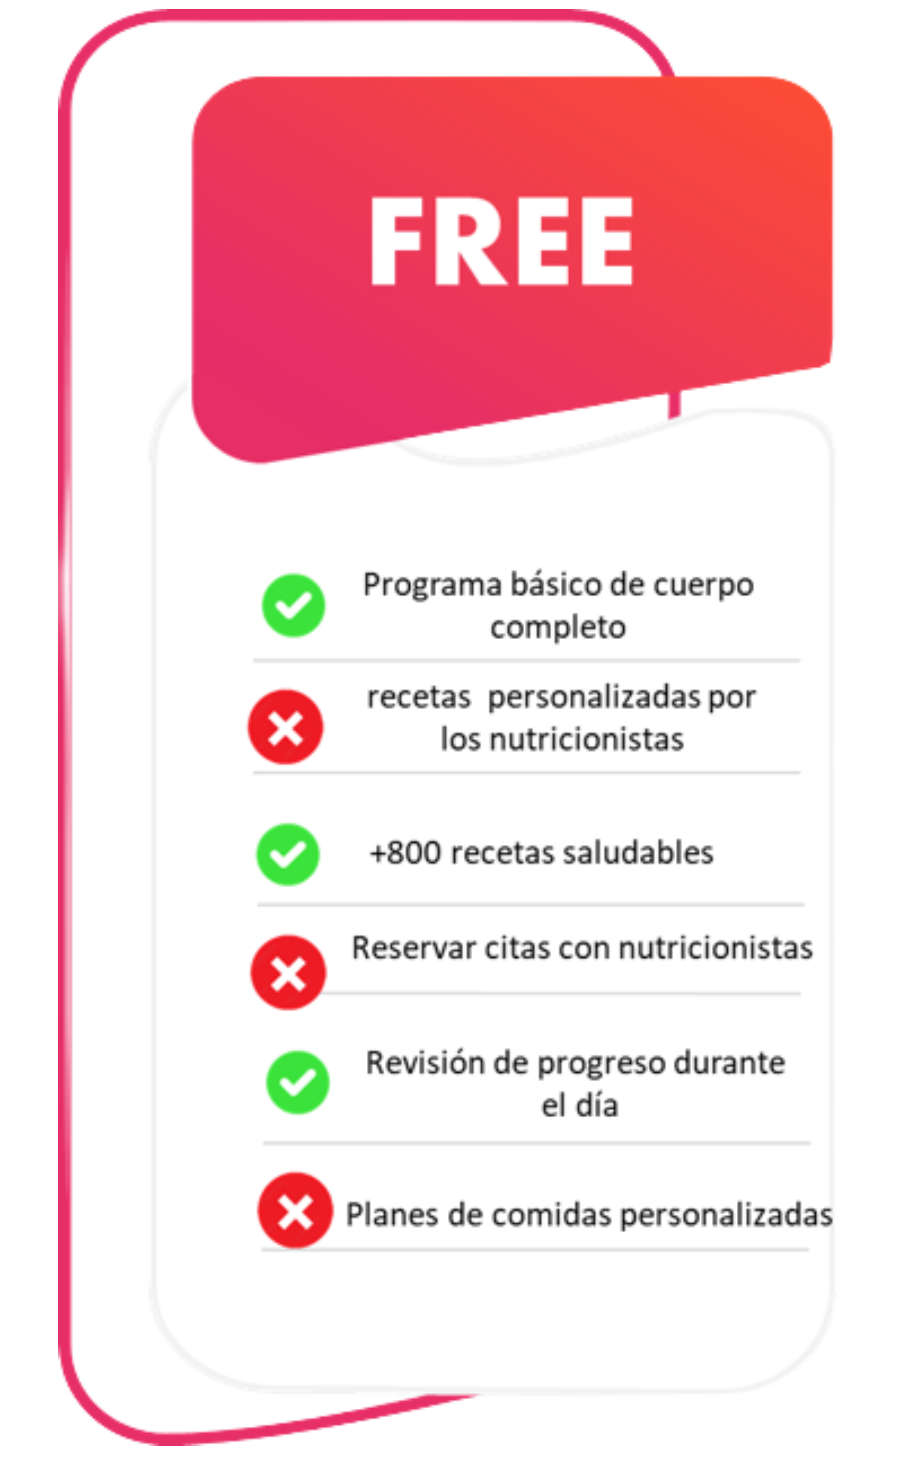 FREE
Programa básico de cuerpo
completo
recetas  personalizadas por
los nutricionistas
+800 recetas saludables
Reservar citas con nutricionistas
Revisión de progreso durante
el día
Planes de comidas personalizadas